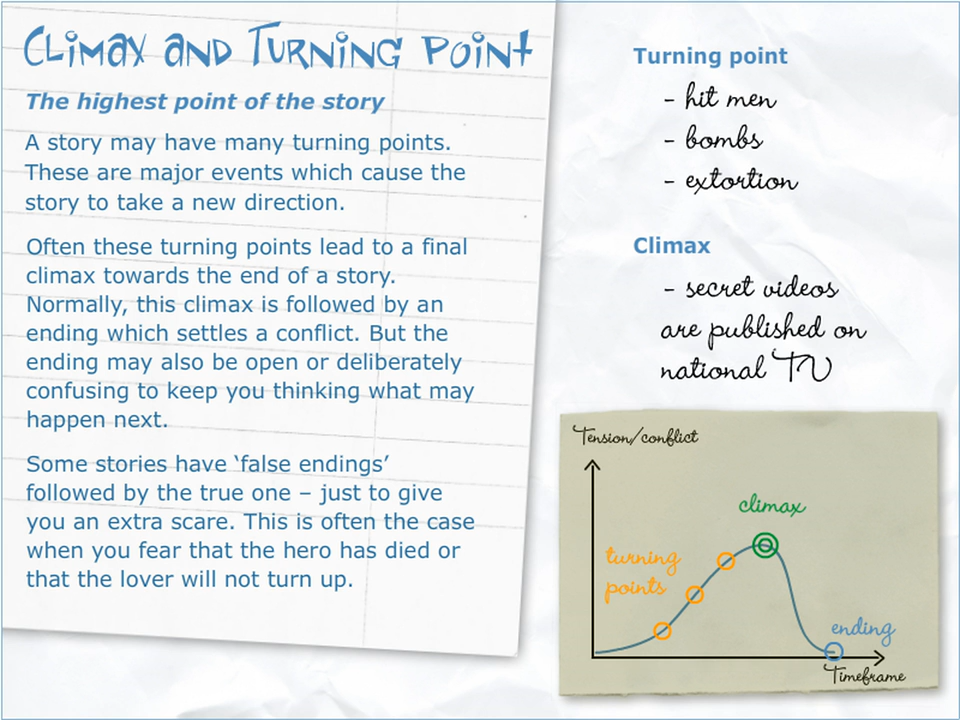 Climax and Turning Point
The highest point of the story
A story may have many turning points.
These are major events which cause the
story to take a new direction.
Often these turning points lead to a final
climax towards the end of a story.
Normally, this climax is followed by an
ending which settles a conflict. But the
ending may also be open or deliberately
confusing to keep you thinking what may
happen next.
Some stories have ‘false endings’
followed by the true one – just to give
you an extra scare. This is often the case
when you fear that the hero has died or
that the lover will not turn up.
Turning point
- hit men
- bombs
- extortion
Climax
- secret videos
are published on
national TV
Tension/conflict
climax
turning
points
ending
Timeframe